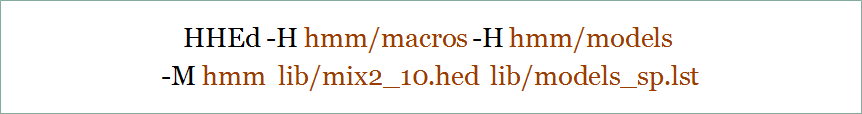 HHEd -H hmm/macros -H hmm/models
-M hmm lib/mix2_10.hed lib/models_sp.lst